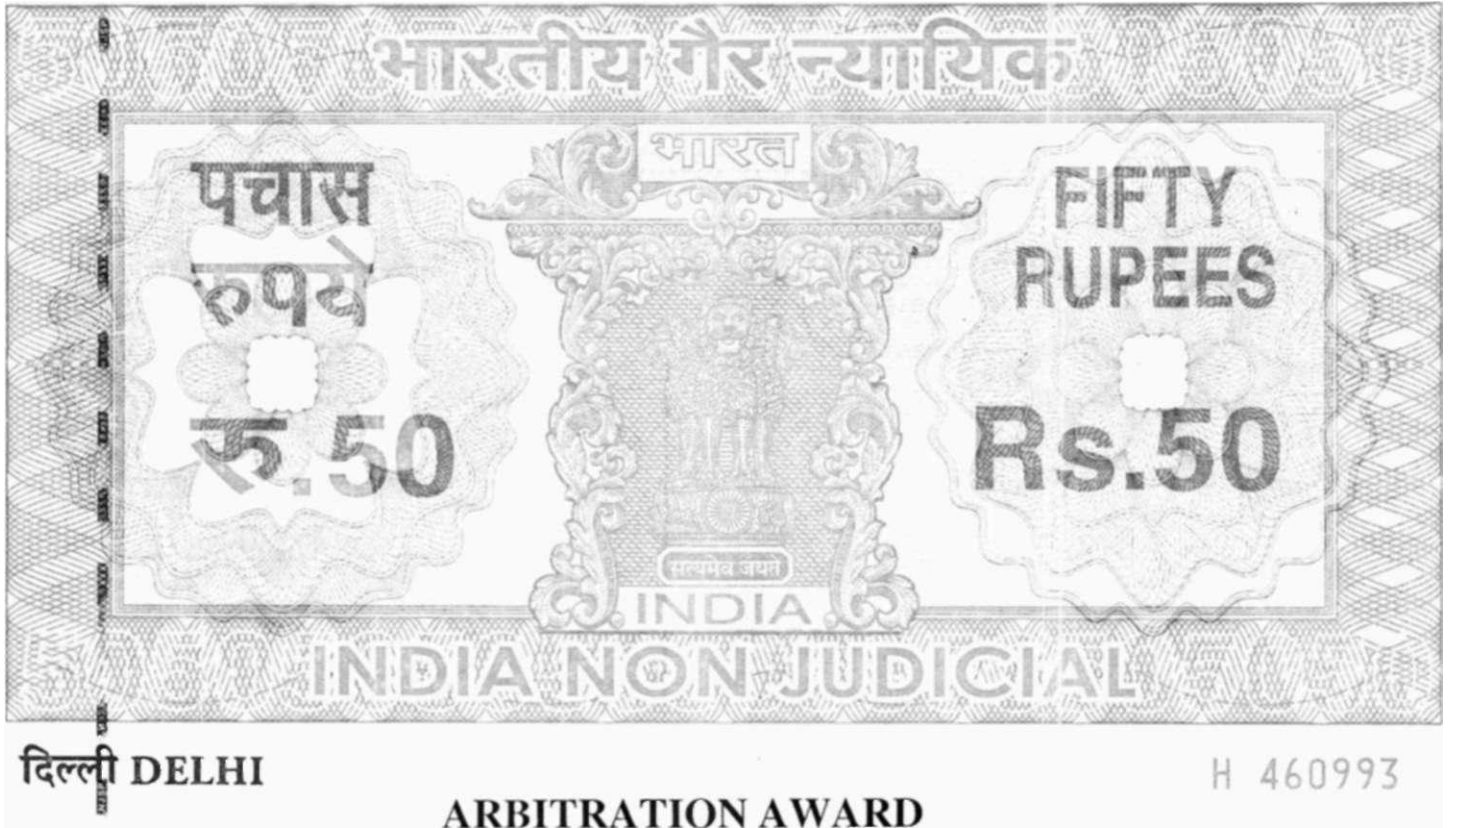 भारतीय गैर न्यायिक
भारत
पचास
रुपये
रु.50
FIFTY
RUPEES
Rs.50
सत्यमेव जयते
INDIA
INDIA NON JUDICIAL
दिल्ली DELHI
H 460993
ARBITRATION AWARD